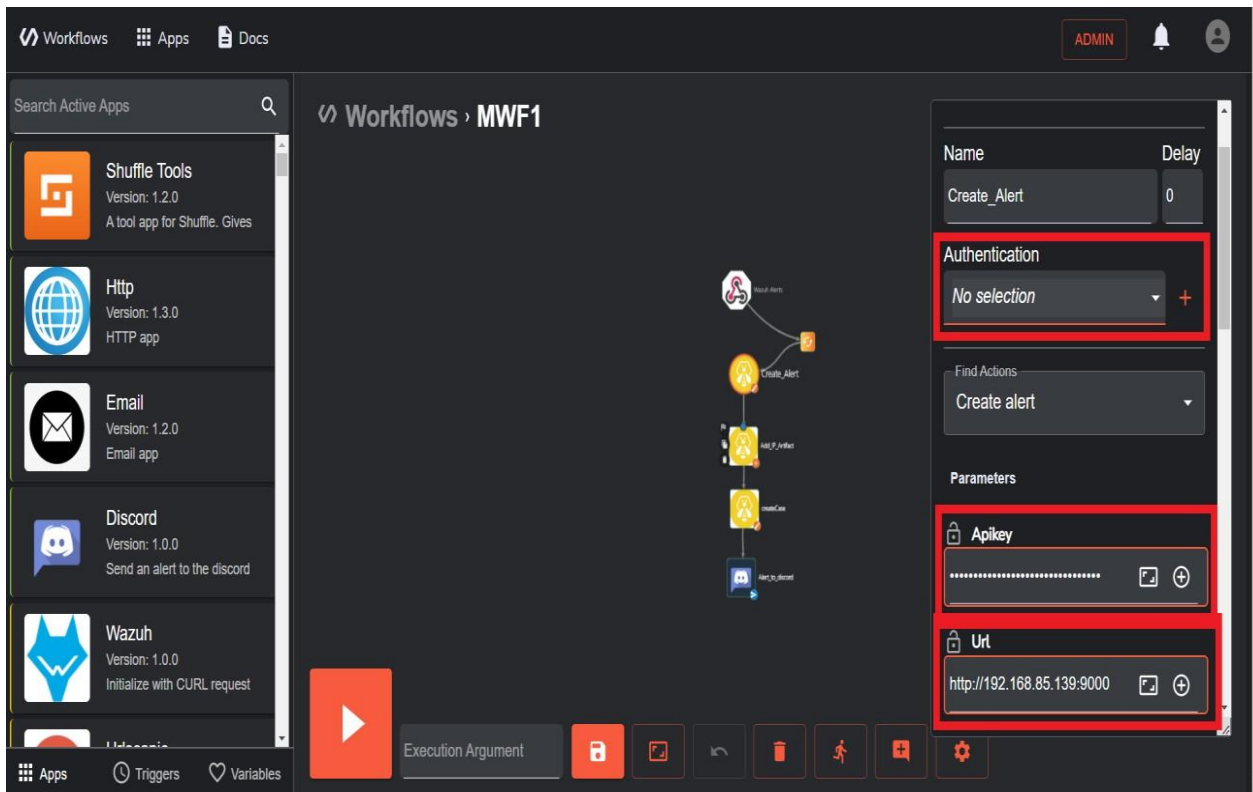 Workflows
Apps
Docs
ADMIN
Search Active Apps
Shuffle Tools
Version: 1.2.0
A tool app for Shuffle. Gives
Http
Version: 1.3.0
HTTP app
Email
Version: 1.2.0
Email app
Discord
Version: 1.0.0
Send an alert to the discord
Wazuh
Version: 1.0.0
Initialize with CURL request
Apps
Triggers
Variables
Workflows › MWF1
Wazuh Alerts
Create_Alert
Add_IP_Artifact
createCase
Alert_to_discord
Execution Argument
Name
Delay
Create_Alert
0
Authentication
No selection
Find Actions
Create alert
Parameters
Apikey
Url
http://192.168.85.139:9000